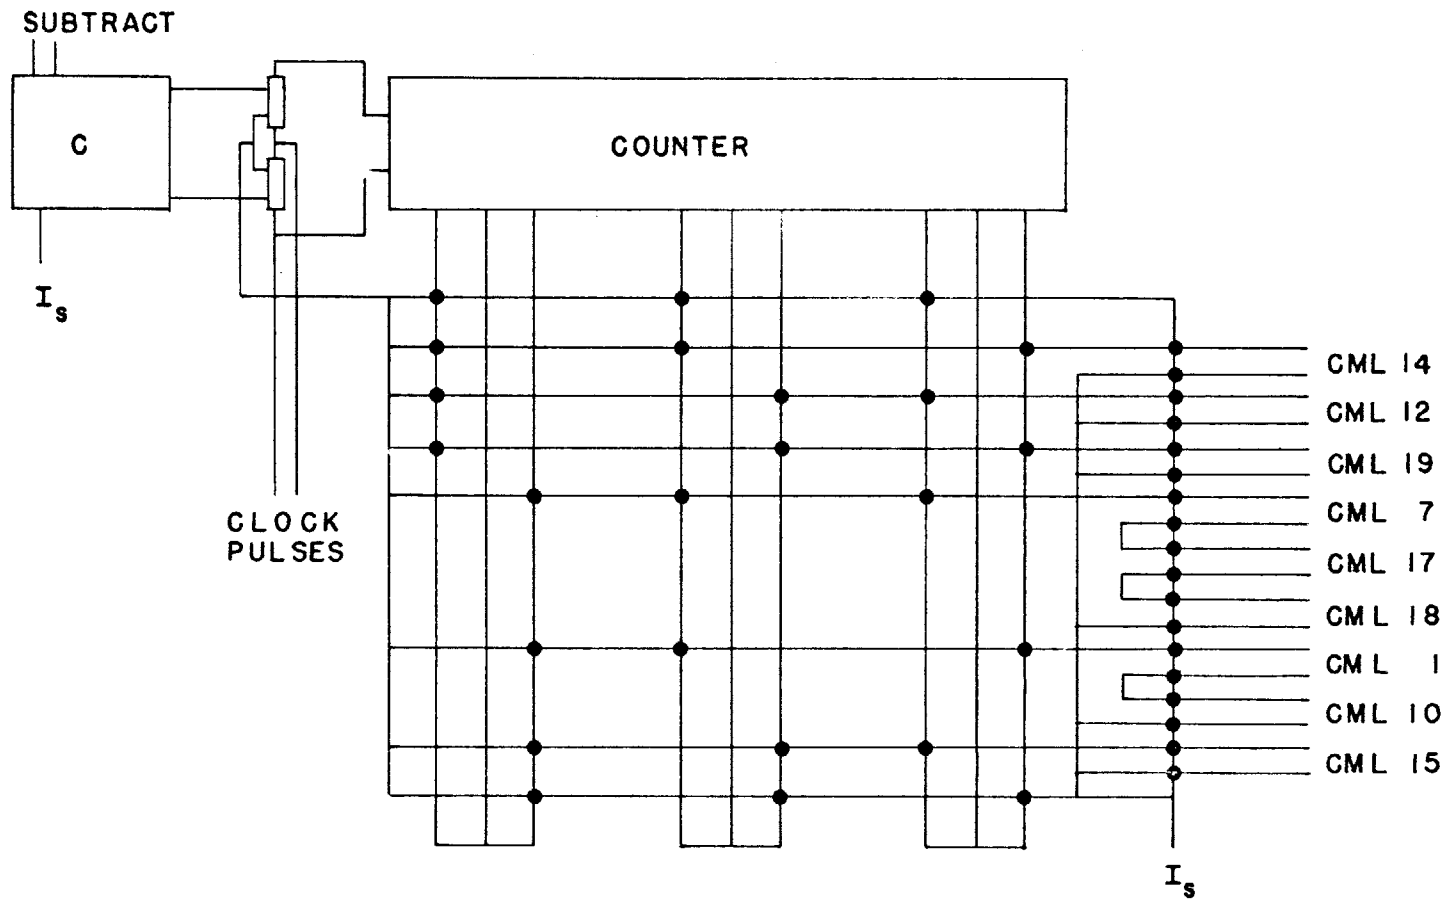 SUBTRACT
C
COUNTER
Is
CML 14
CML 12
CML 19
CML 7
CLOCK
PULSES
CML 17
CML 18
CML 1
CML 10
CML 15
Is